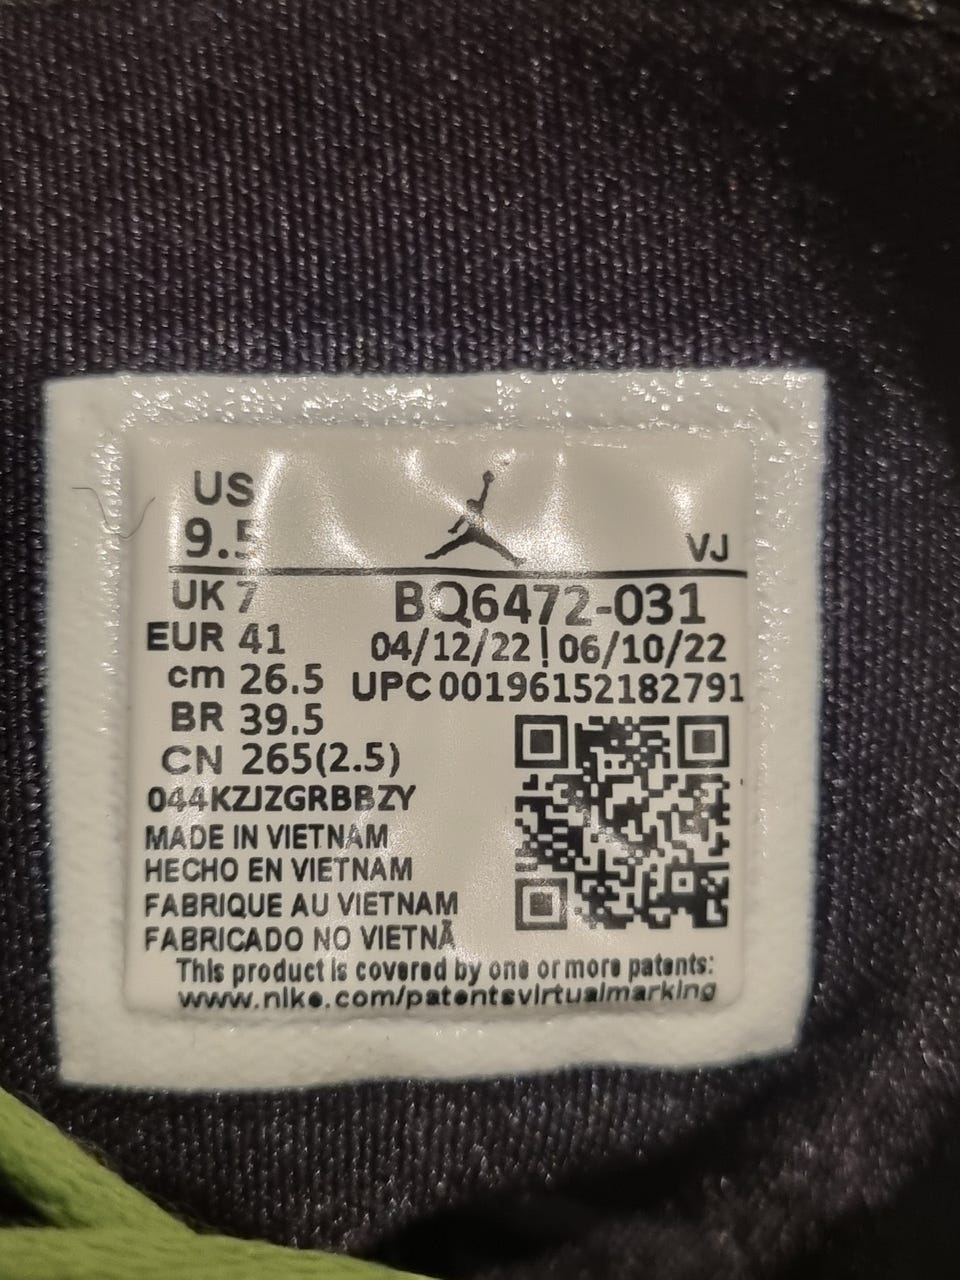 US
9.5
VJ
UK 7
BQ6472-031
EUR 41
04/12/22 | 06/10/22
cm 26.5
UPC 00196152182791
BR 39.5
CN 265(2.5)
044KZJZGRBBZY
MADE IN VIETNAM
HECHO EN VIETNAM
FABRIQUE AU VIETNAM
FABRICADO NO VIETNÃ
This product is covered by one or more patents:
www.nike.com/patentsvirtualmarking